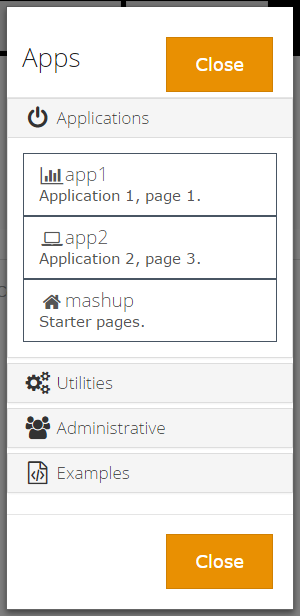 Apps
Close
Applications
app1
Application 1, page 1.
app2
Application 2, page 3.
mashup
Starter pages.
Utilities
Administrative
Examples
Close